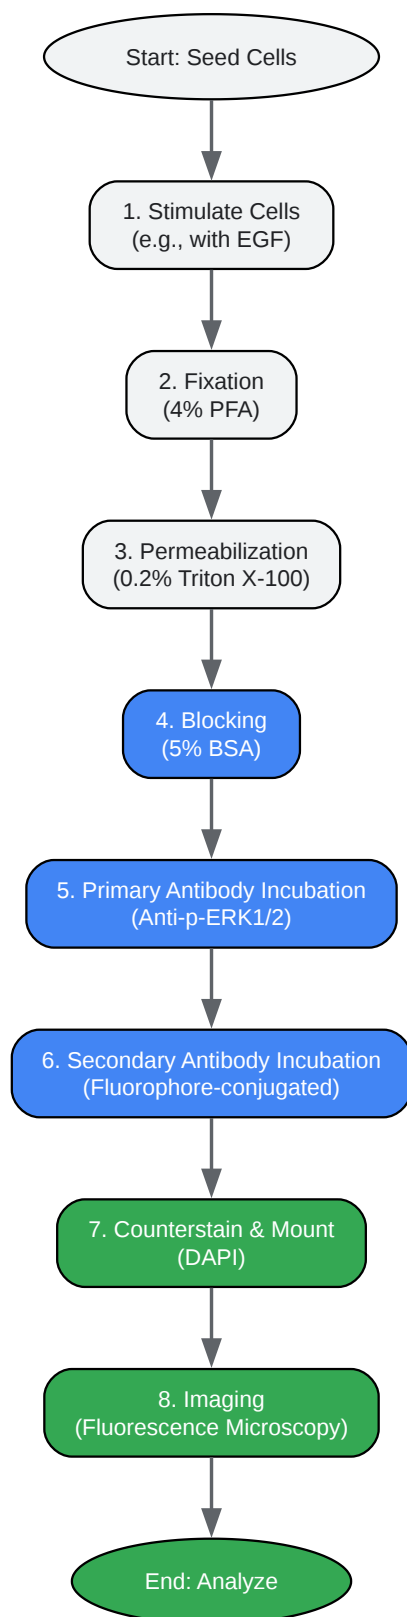 Start: Seed Cells
1. Stimulate Cells
(e.g., with EGF)
2. Fixation
(4% PFA)
3. Permeabilization
(0.2% Triton X-100)
4. Blocking
(5% BSA)
5. Primary Antibody Incubation
(Anti-p-ERK1/2)
6. Secondary Antibody Incubation
(Fluorophore-conjugated)
7. Counterstain & Mount
(DAPI)
8. Imaging
(Fluorescence Microscopy)
End: Analyze